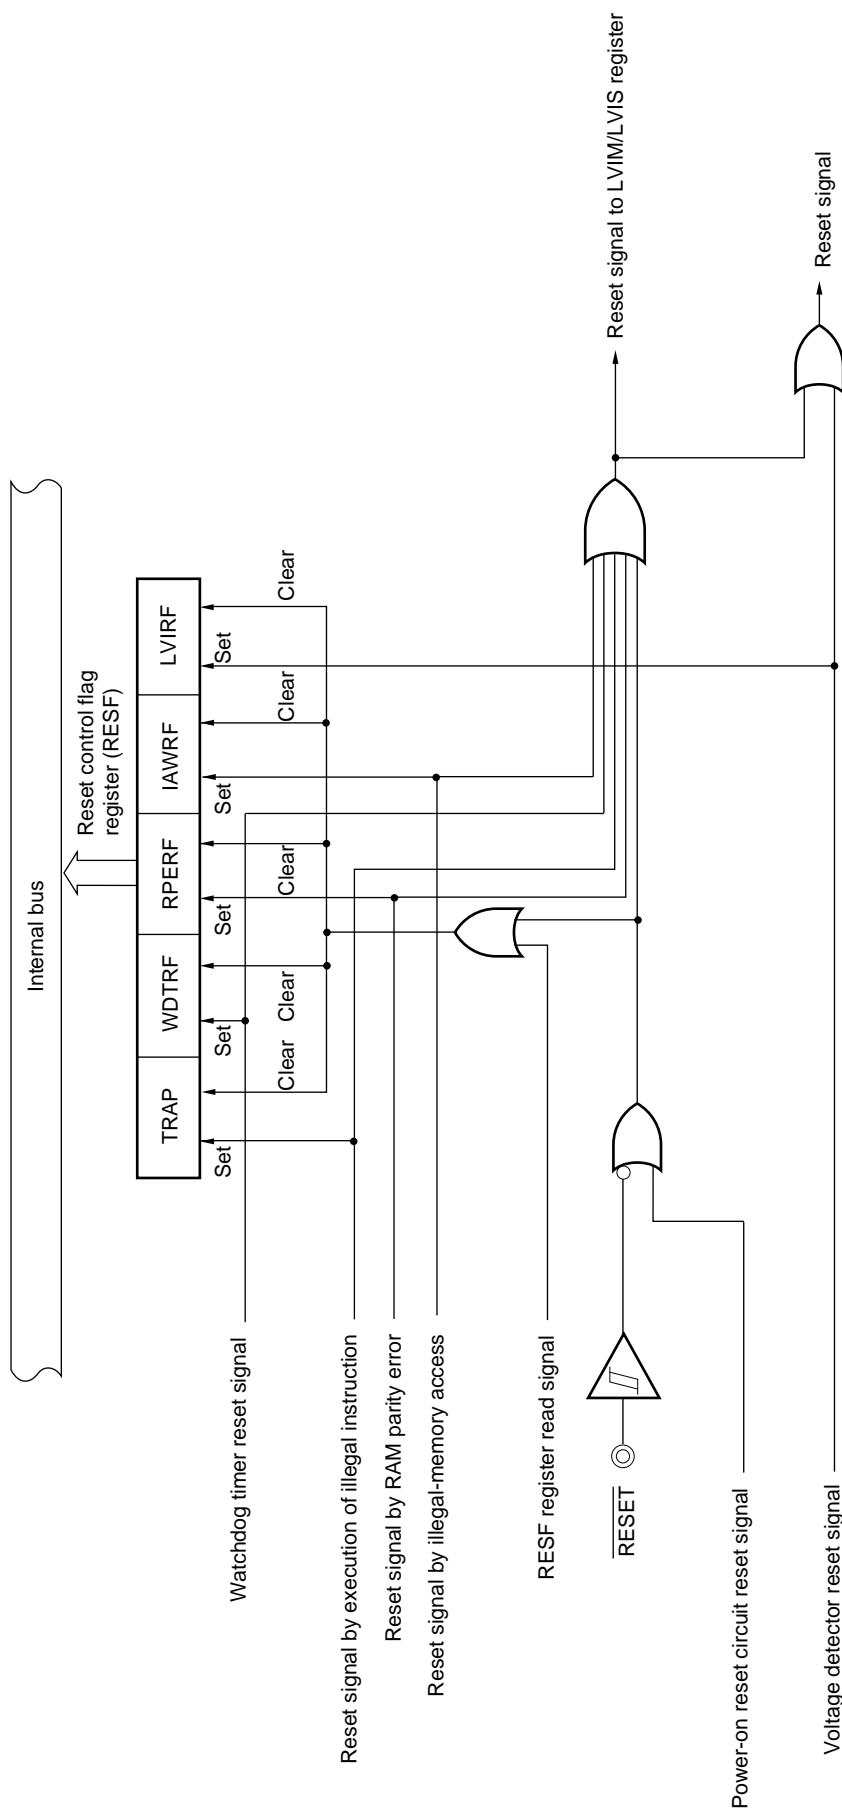 Internal bus
Reset control flag
register (RESF)
TRAP
WDTRF
RPERF
IAWRF
LVIRF
Set
Clear
Set
Clear
Set
Clear
Set
Clear
Set
Clear
Watchdog timer reset signal
Reset signal by execution of illegal instruction
Reset signal by RAM parity error
Reset signal by illegal-memory access
RESF register read signal
RESET
Power-on reset circuit reset signal
Voltage detector reset signal
Reset signal to LVIM/LVIS register
Reset signal